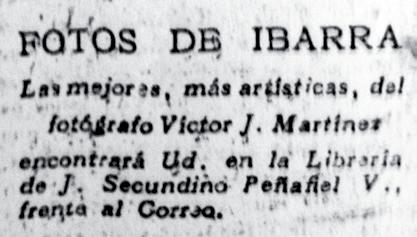 FOTOS DE IBARRA
Las mejores, más artísticas, del
fotógrafo Víctor J. Martínez
encontrará Ud. en la Librería
de J. Secundino Peñafiel V.,
frente al Correo.